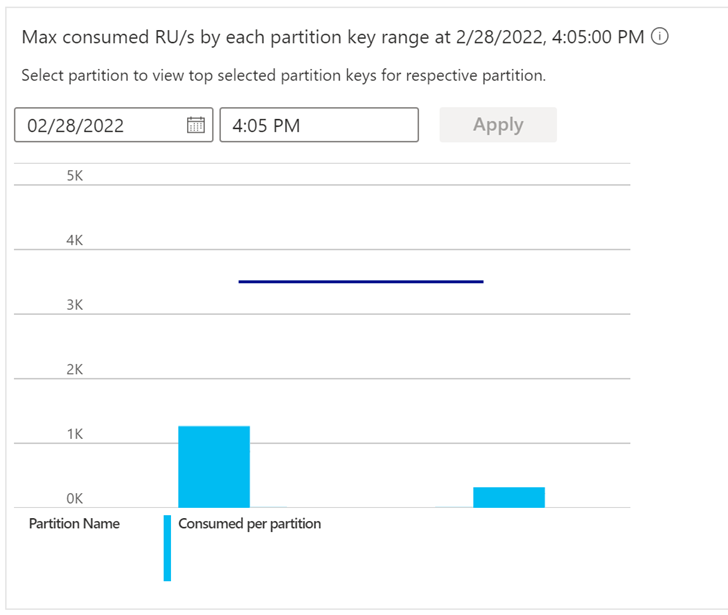 Max consumed RU/s by each partition key range at 2/28/2022, 4:05:00 PM
Select partition to view top selected partition keys for respective partition.
02/28/2022 4:05 PM Apply
5K
4K
3K
2K
1K
0K
Partition Name Consumed per partition